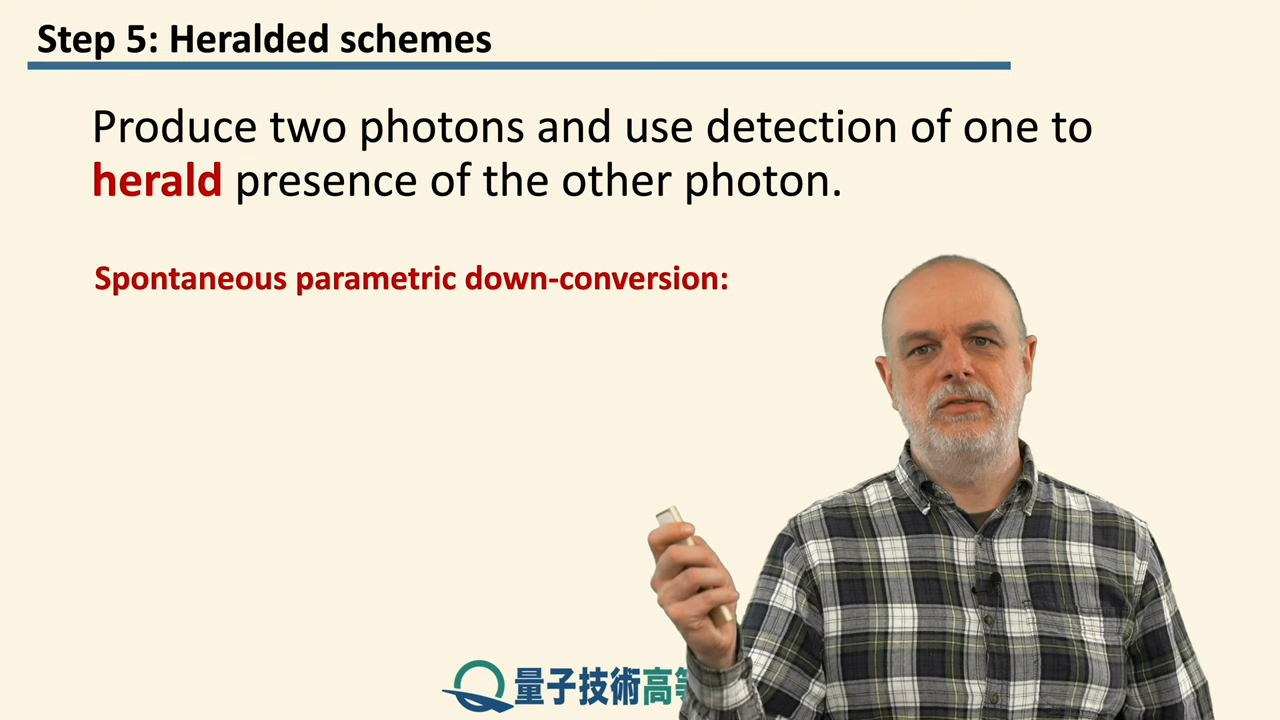 Step 5: Heralded schemes
Produce two photons and use detection of one to
herald presence of the other photon.
Spontaneous parametric down-conversion:
量子技術高等